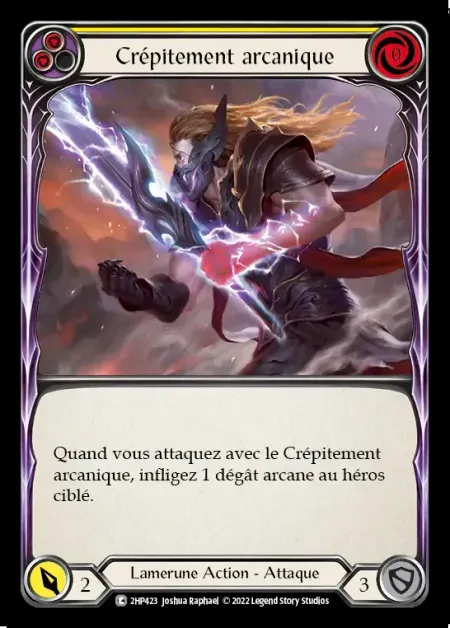 Crépitement arcanique
0
Quand vous attaquez avec le Crépitement
arcanique, infligez 1 dégât arcane au héros
ciblé.
2
Lamerune Action - Attaque
3
C 2HP423 Joshua Raphael © 2022 Legend Story Studios